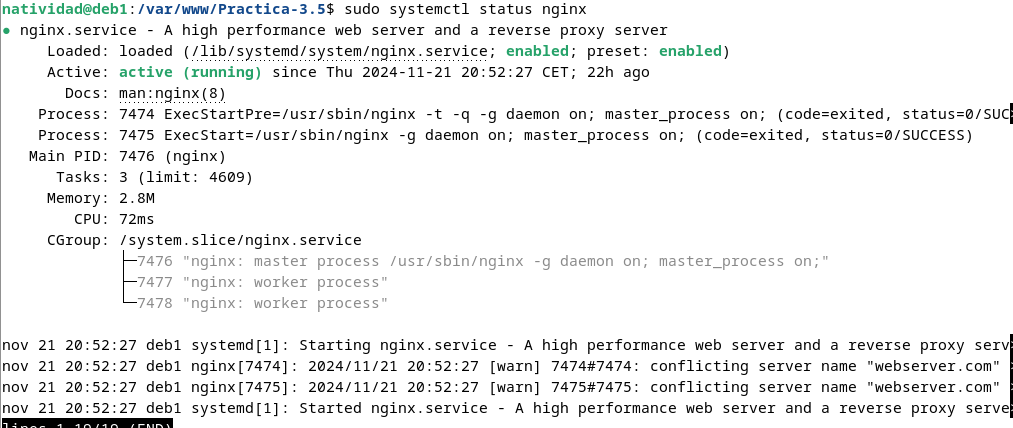 natividad@deb1:/var/www/Practica-3.5$ sudo systemctl status nginx
● nginx.service - A high performance web server and a reverse proxy server
Loaded: loaded (/lib/systemd/system/nginx.service; enabled; preset: enabled)
Active: active (running) since Thu 2024-11-21 20:52:27 CET; 22h ago
Docs: man:nginx(8)
Process: 7474 ExecStartPre=/usr/sbin/nginx -t -q -g daemon on; master_process on; (code=exited, status=0/SUC
Process: 7475 ExecStart=/usr/sbin/nginx -g daemon on; master_process on; (code=exited, status=0/SUCCESS)
Main PID: 7476 (nginx)
Tasks: 3 (limit: 4609)
Memory: 2.8M
CPU: 72ms
CGroup: /system.slice/nginx.service
├─7476 "nginx: master process /usr/sbin/nginx -g daemon on; master_process on;"
├─7477 "nginx: worker process"
└─7478 "nginx: worker process"
nov 21 20:52:27 deb1 systemd[1]: Starting nginx.service - A high performance web server and a reverse proxy serv
nov 21 20:52:27 deb1 nginx[7474]: 2024/11/21 20:52:27 [warn] 7474#7474: conflicting server name "webserver.com"
nov 21 20:52:27 deb1 nginx[7475]: 2024/11/21 20:52:27 [warn] 7475#7475: conflicting server name "webserver.com"
nov 21 20:52:27 deb1 systemd[1]: Started nginx.service - A high performance web server and a reverse proxy serve
lines 1-19/19 (END)